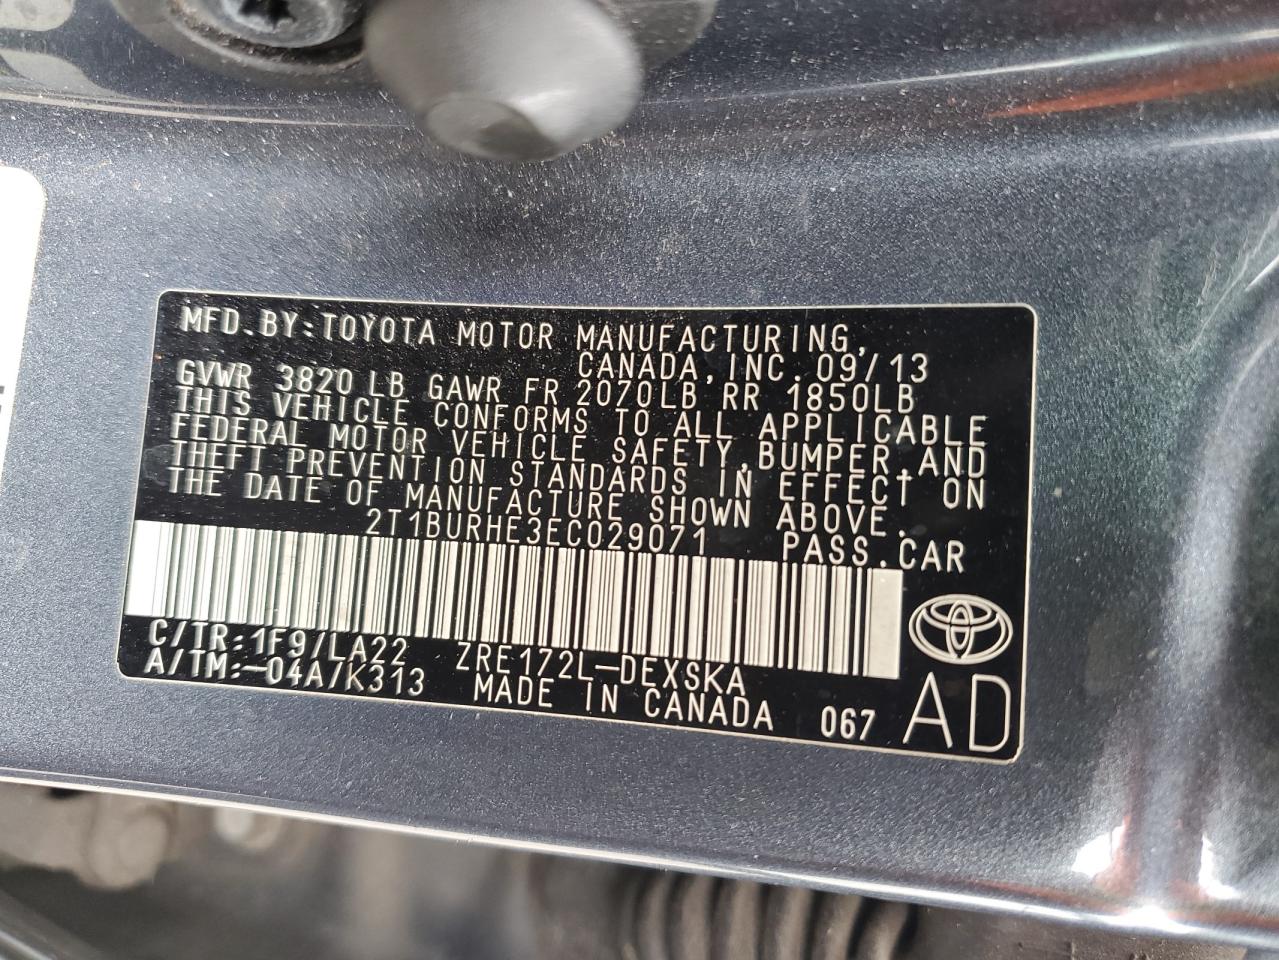 MFD.BY:TOYOTA MOTOR MANUFACTURING,
CANADA, INC. 09/13
GVWR 3820 LB GAWR FR 2070LB RR 1850LB
THIS VEHICLE CONFORMS TO ALL APPLICABLE
FEDERAL MOTOR VEHICLE SAFETY, BUMPER, AND
THEFT PREVENTION STANDARDS IN EFFECT ON
THE DATE OF MANUFACTURE SHOWN ABOVE.
2T1BURHE3EC029071 PASS.CAR
C/TR:1F9/LA22 ZRE172L-DEXSKA
A/TM:-04A/K313 MADE IN CANADA 067 AD